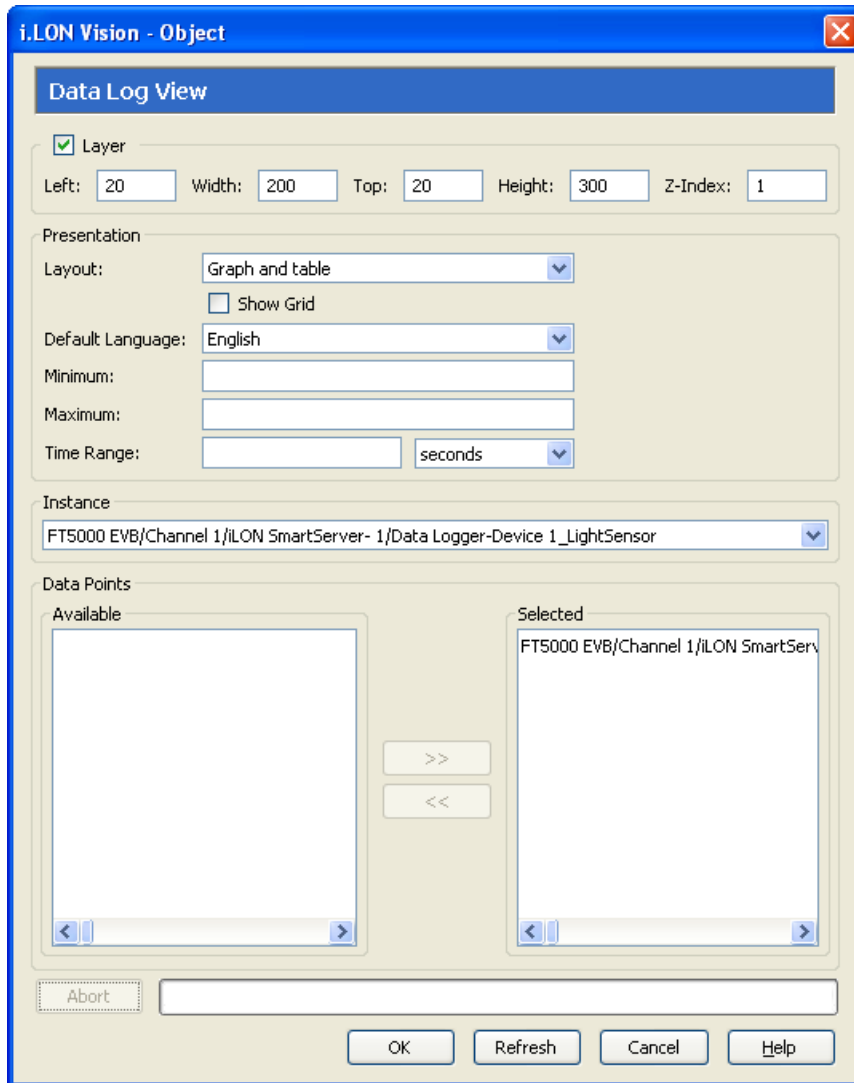 i.LON Vision - Object
Data Log View
Layer
Left: 20 Width: 200 Top: 20 Height: 300 Z-Index: 1
Presentation
Layout: Graph and table
Show Grid
Default Language: English
Minimum:
Maximum:
Time Range: seconds
Instance
FT5000 EVB/Channel 1/iLON SmartServer- 1/Data Logger-Device 1_LightSensor
Data Points
Available Selected
FT5000 EVB/Channel 1/iLON SmartServ
>>
<<
Abort
OK Refresh Cancel Help